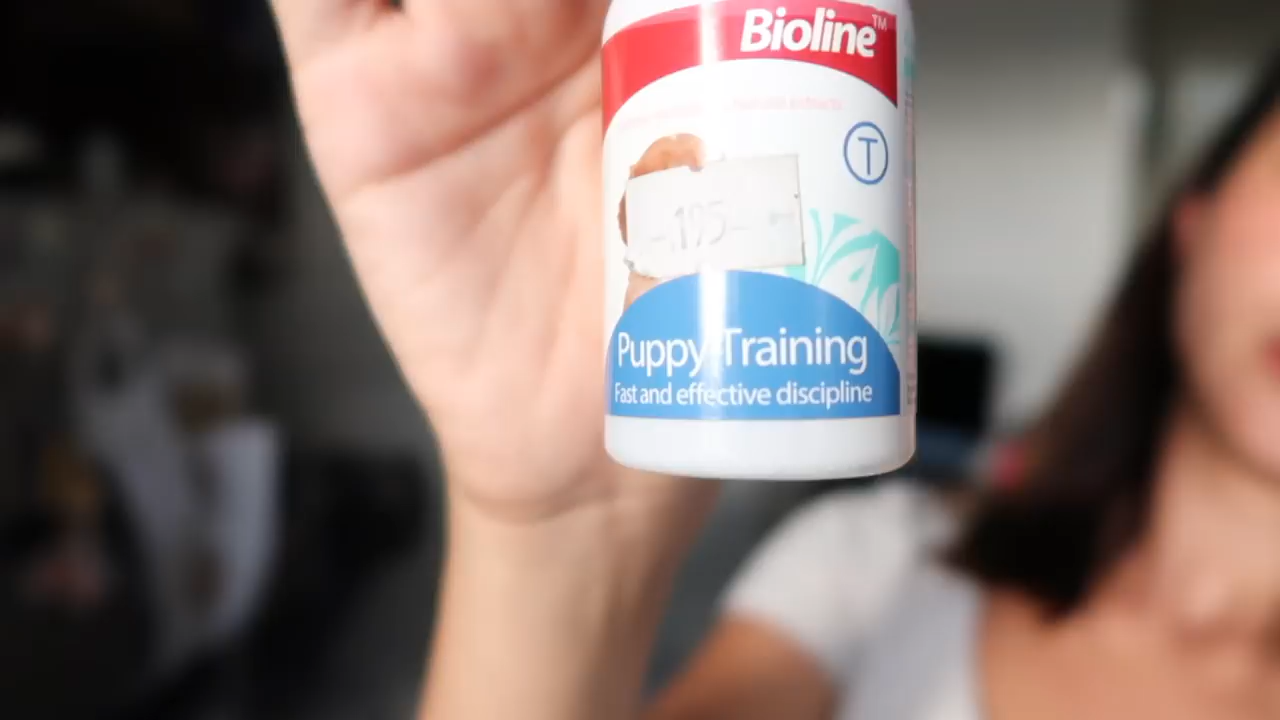 Bioline™
T
195
Puppy Training
Fast and effective discipline